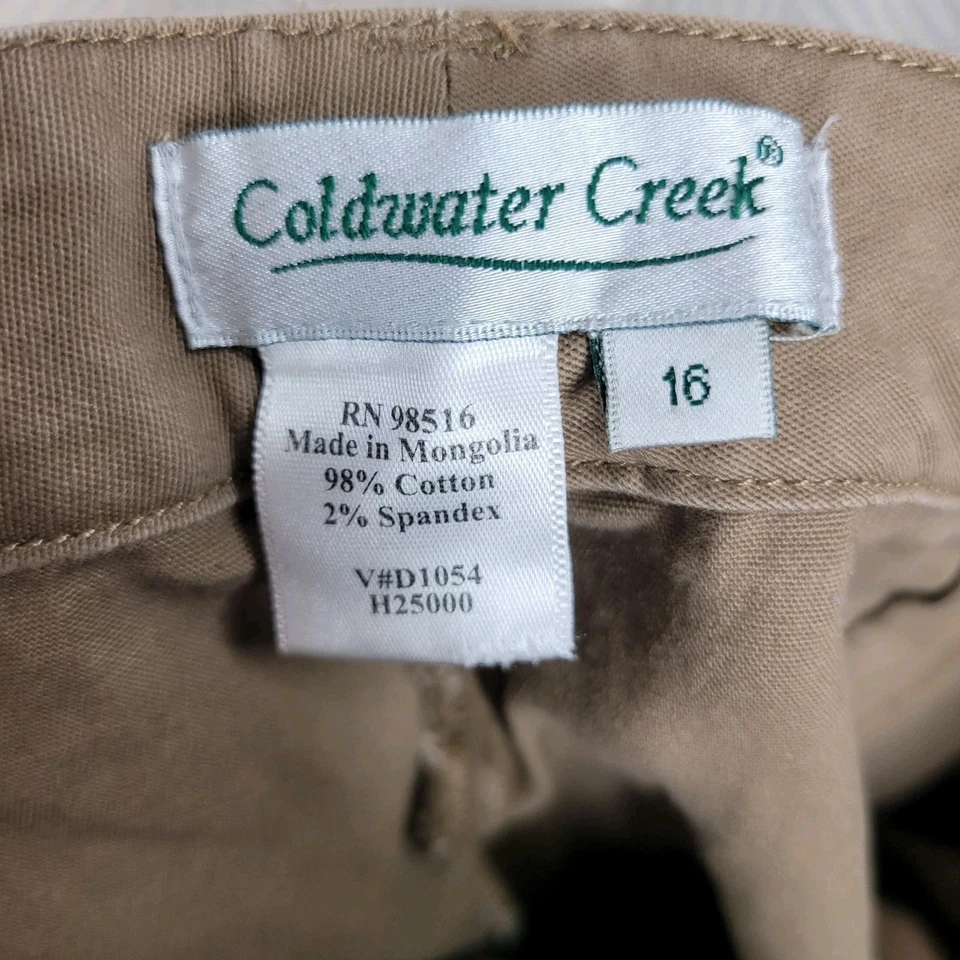 Coldwater Creek®
16
RN 98516
Made in Mongolia
98% Cotton
2% Spandex
V#D1054
H25000